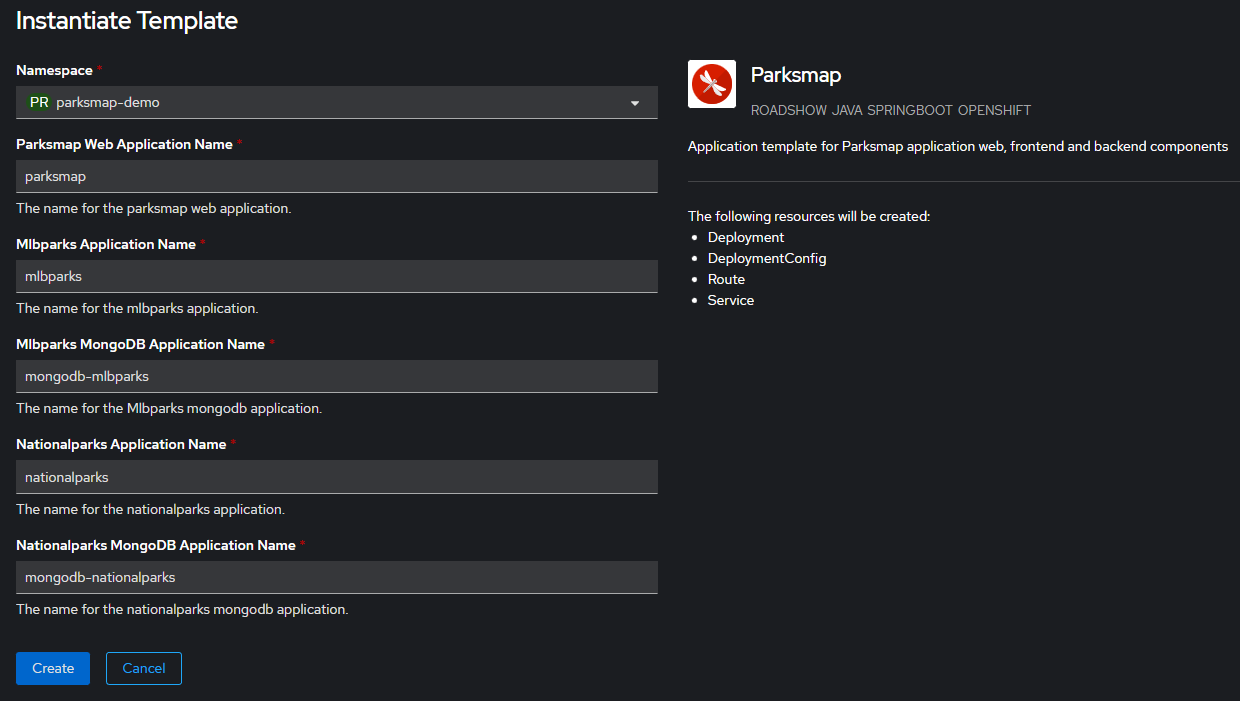 Instantiate Template
Namespace *
PR parksmap-demo
Parksmap Web Application Name *
parksmap
The name for the parksmap web application.
Mlbparks Application Name *
mlbparks
The name for the mlbparks application.
Mlbparks MongoDB Application Name *
mongodb-mlbparks
The name for the Mlbparks mongodb application.
Nationalparks Application Name *
nationalparks
The name for the nationalparks application.
Nationalparks MongoDB Application Name *
mongodb-nationalparks
The name for the nationalparks mongodb application.
Create Cancel
Parksmap
ROADSHOW JAVA SPRINGBOOT OPENSHIFT
Application template for Parksmap application web, frontend and backend components
The following resources will be created:
• Deployment
• DeploymentConfig
• Route
• Service